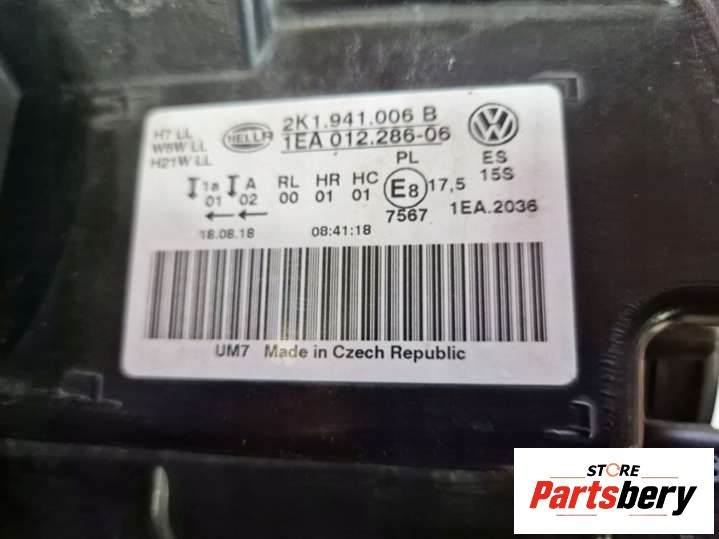 H7 LL
W5W LL
H21W LL
HELLA
2K1.941.006 B
1EA 012.286-06
PL
ES
15S
1a A RL HR HC E8 17,5
01 02 00 01 01 7567 1EA.2036
18.08.18 08:41:18
UM7 Made in Czech Republic
STORE
Partsbery